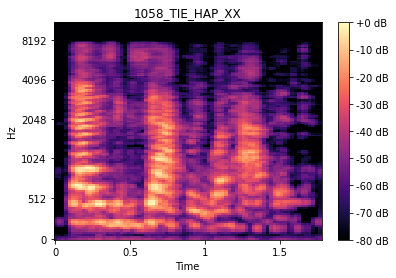 1058_TIE_HAP_XX
+0 dB
8192
-10 dB
4096
-20 dB
-30 dB
2048
Hz
-40 dB
1024
-50 dB
512
-60 dB
-70 dB
0
-80 dB
0
0.5
1
1.5
Time